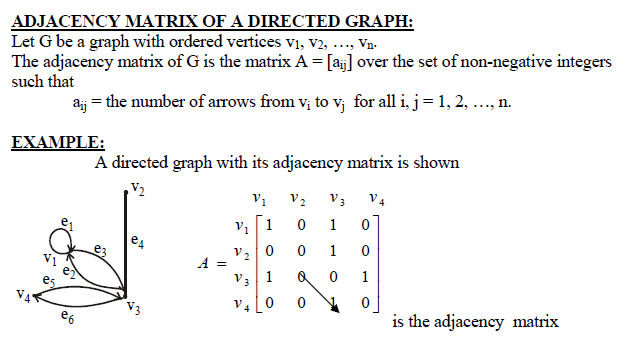 ADJACENCY MATRIX OF A DIRECTED GRAPH:
Let G be a graph with ordered vertices v₁, v₂, …, vₙ.
The adjacency matrix of G is the matrix A = [aᵢⱼ] over the set of non-negative integers
such that
aᵢⱼ = the number of arrows from vᵢ to vⱼ for all i, j = 1, 2, …, n.
EXAMPLE:
A directed graph with its adjacency matrix is shown
v₂
e₁
e₃
e₄
v₁
e₂
e₅
v₄
v₃
e₆
v₁ v₂ v₃ v₄
v₁ 1 0 1 0
v₂ 0 0 1 0
A =
v₃ 1 0 0 1
v₄ 0 0 1 0
is the adjacency matrix